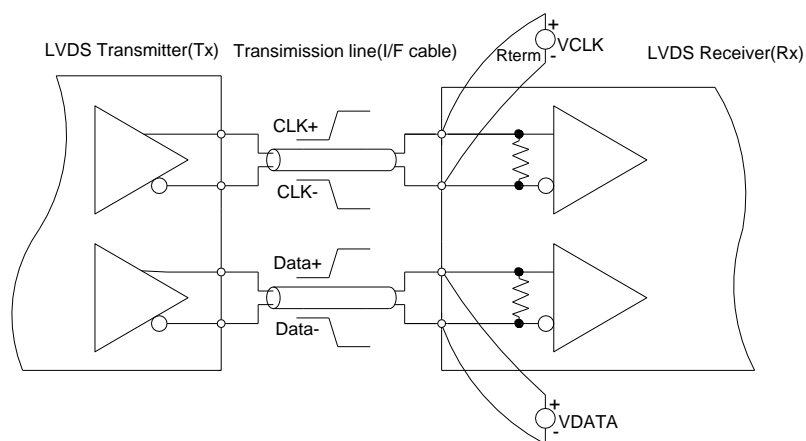 LVDS Transmitter(Tx)
Transimission line(I/F cable)
Rterm
+
VCLK
-
LVDS Receiver(Rx)
CLK+
CLK-
Data+
Data-
+
VDATA
-